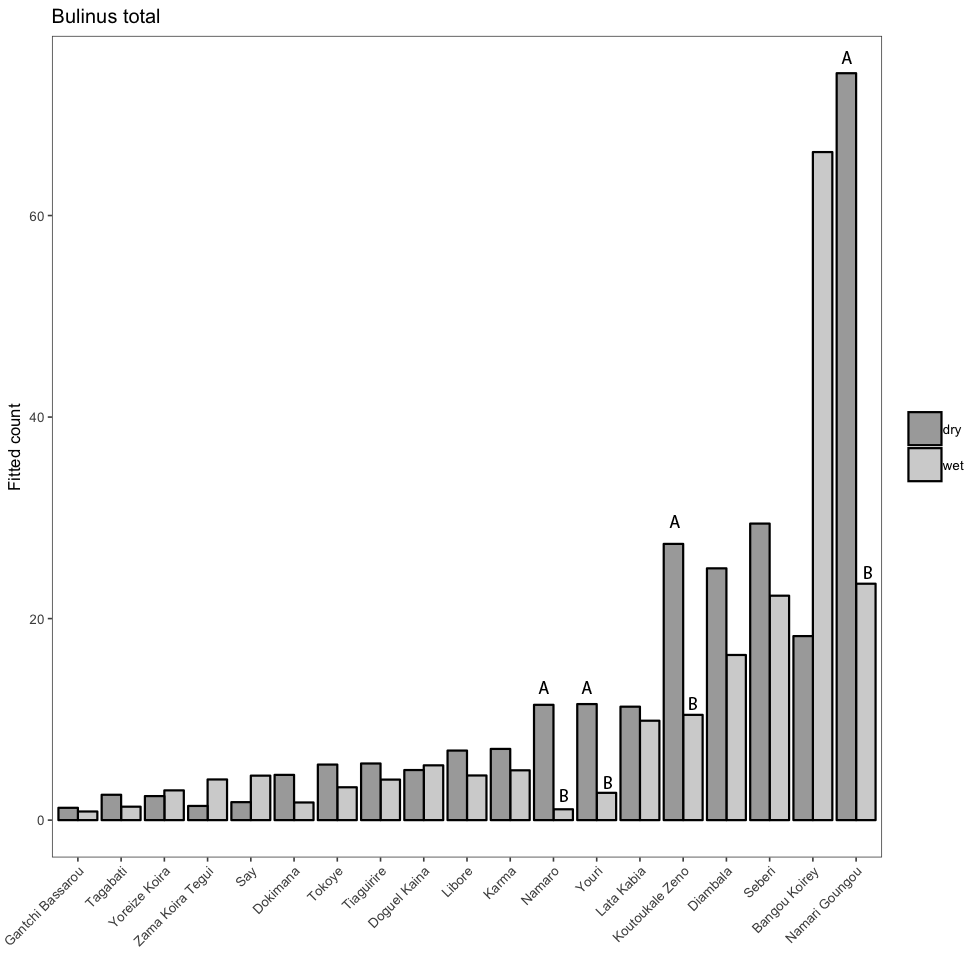 Bulinus total
Fitted count
60
40
20
0
A
B
A
B
A
B
A
B
dry
wet
Gantchi Bassarou
Tagabati
Yoreize Koira
Zama Koira Tegui
Say
Dokimana
Tokoye
Tiaguirire
Doguel Kaina
Libore
Karma
Namaro
Youri
Lata Kabia
Koutoukale Zeno
Diambala
Seberi
Bangou Koirey
Namari Goungou